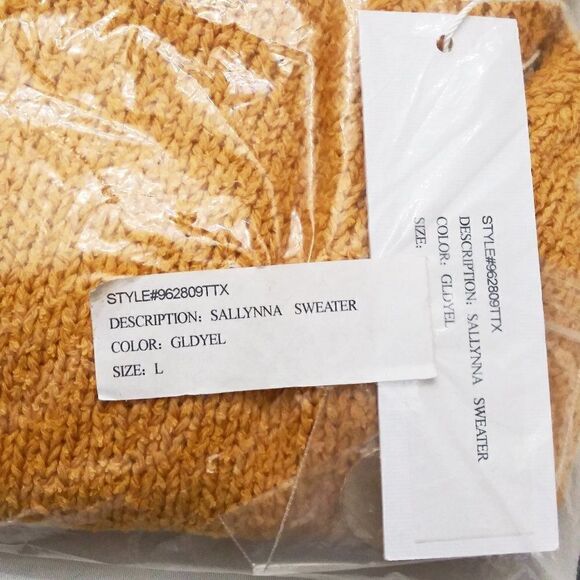 STYLE#962809TTX
DESCRIPTION: SALLYNNA SWEATER
COLOR: GLDYEL
SIZE: L
STYLE#962809TTX
DESCRIPTION: SALLYNNA SWEATER
COLOR: GLDYEL
SIZE: